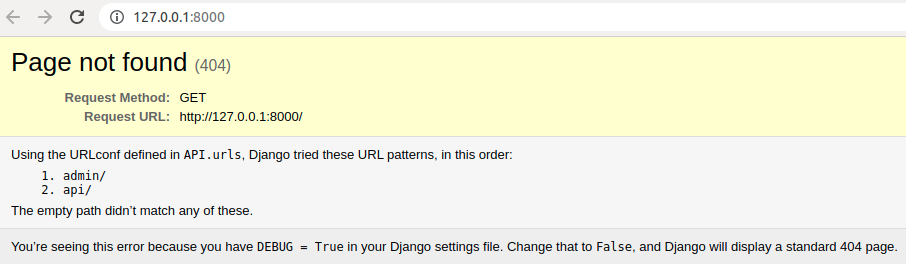 127.0.0.1:8000
Page not found (404)
Request Method: GET
Request URL: http://127.0.0.1:8000/
Using the URLconf defined in API.urls, Django tried these URL patterns, in this order:
1. admin/
2. api/
The empty path didn’t match any of these.
You’re seeing this error because you have DEBUG = True in your Django settings file. Change that to False, and Django will display a standard 404 page.